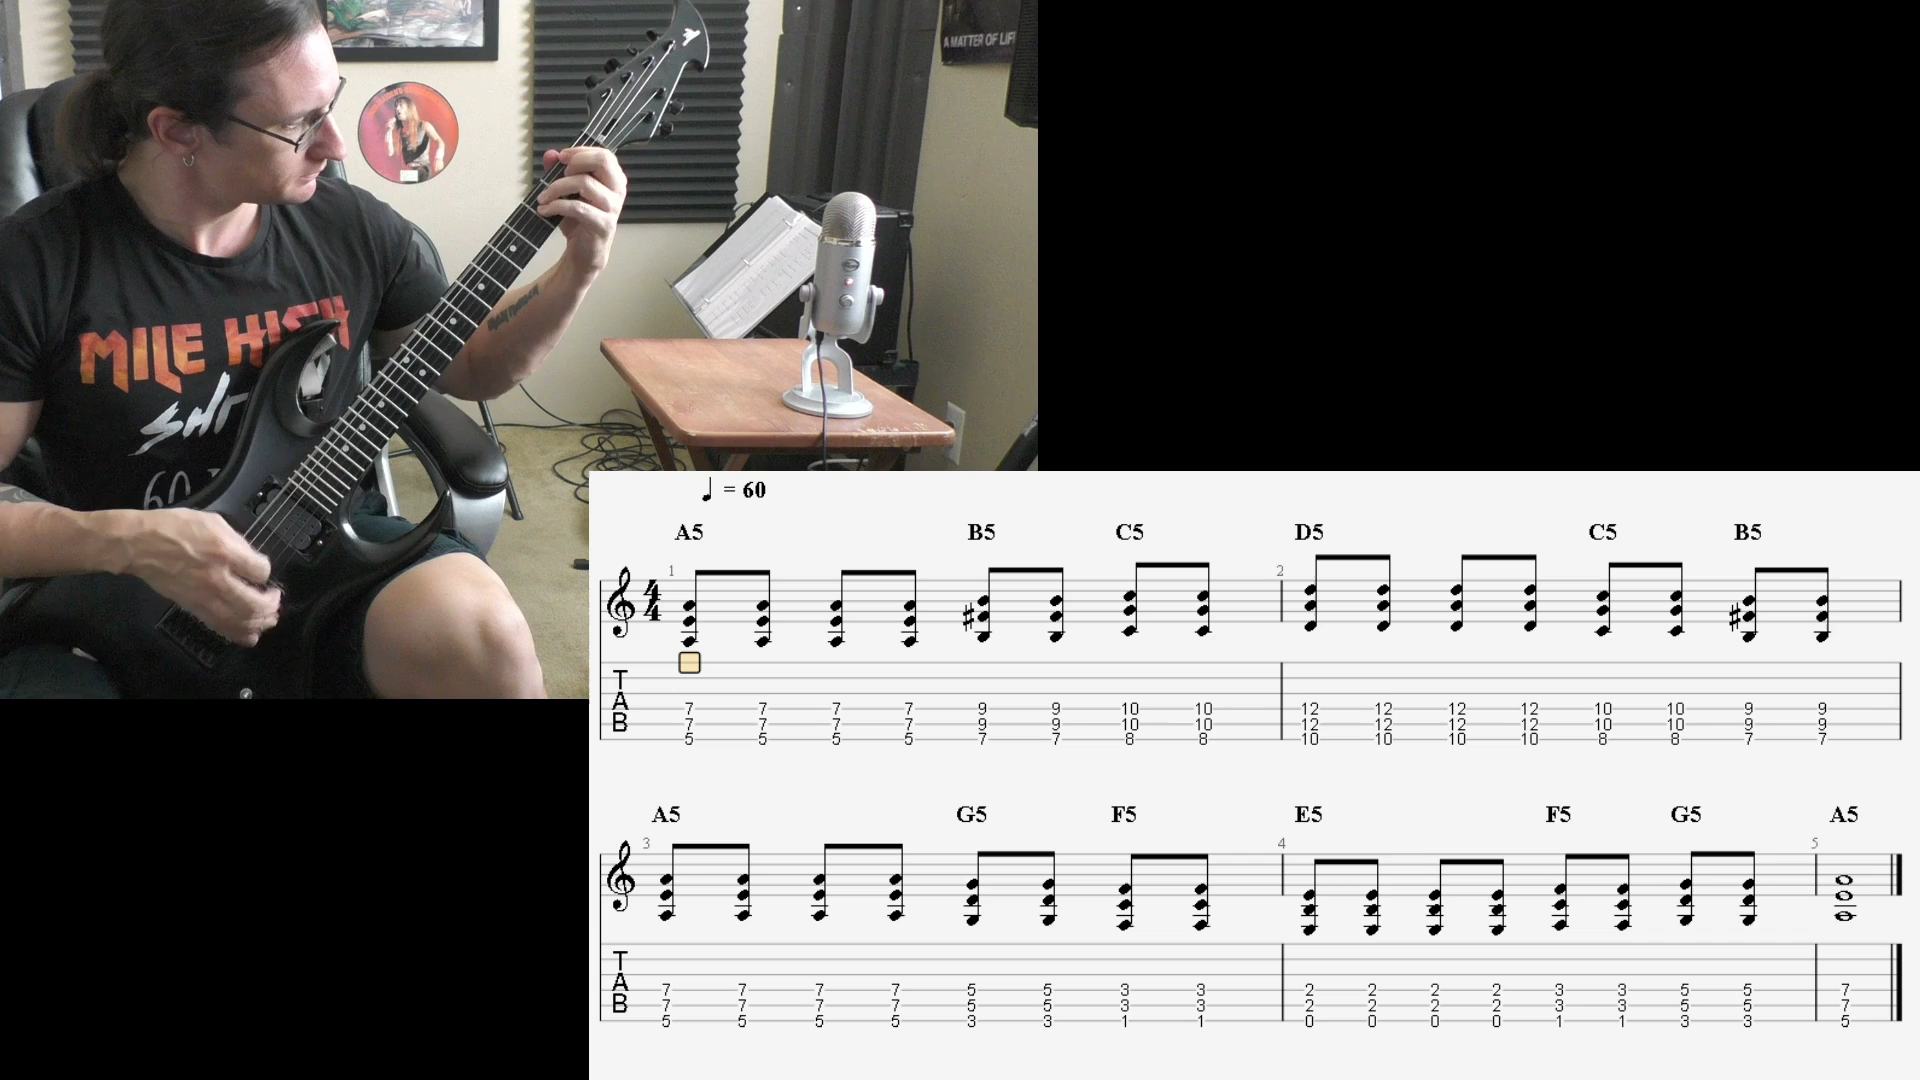 A MATTER OF LIF
MILE HIGH
60
♩ = 60
A5 B5 C5 D5 C5 B5
1 2
4
4
T
A
B
7 7 7 7 9 9 10 10 12 12 12 12 10 10 9 9
7 7 7 7 9 9 10 10 12 12 12 12 10 10 9 9
5 5 5 5 7 7 8 8 10 10 10 10 8 8 7 7
A5 G5 F5 E5 F5 G5 A5
3 4 5
T
A
B
7 7 7 7 5 5 3 3 2 2 2 2 3 3 5 5 7
7 7 7 7 5 5 3 3 2 2 2 2 3 3 5 5 7
5 5 5 5 3 3 1 1 0 0 0 0 1 1 3 3 5